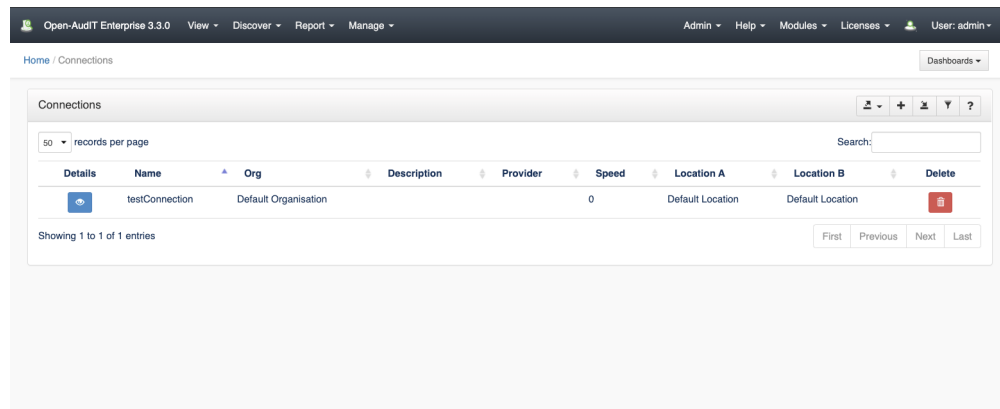 Open-AudIT Enterprise 3.3.0 View Discover Report Manage Admin Help Modules Licenses User: admin
Home / Connections Dashboards
Connections ?
50 records per page Search:
Details Name Org Description Provider Speed Location A Location B Delete
testConnection Default Organisation 0 Default Location Default Location
Showing 1 to 1 of 1 entries First Previous Next Last